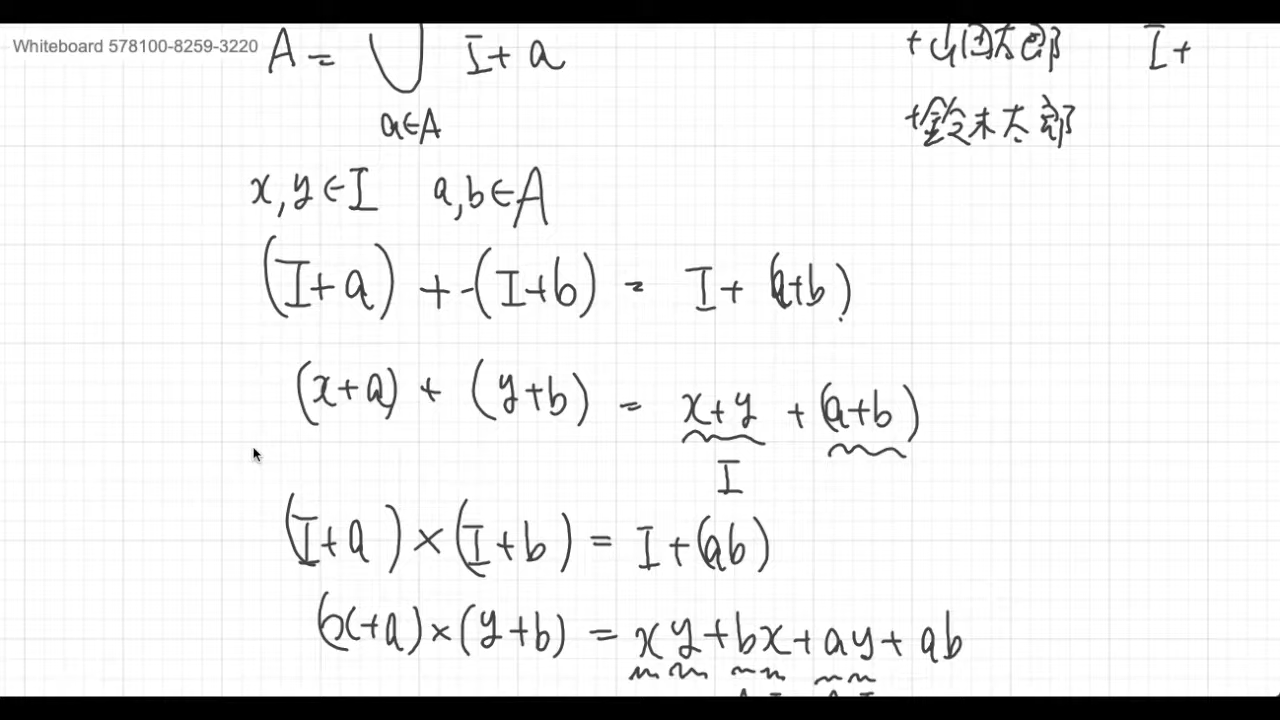 Whiteboard 578100-8259-3220
A = ⋃ I + a
a∈A
+山田太郎 I +
+鈴木太郎
x, y ∈ I a, b ∈ A
(I + a) + (I + b) = I + (a+b)
(x + a) + (y + b) = x + y + (a+b)
I
(I + a) × (I + b) = I + (ab)
(x + a) × (y + b) = xy + bx + ay + ab